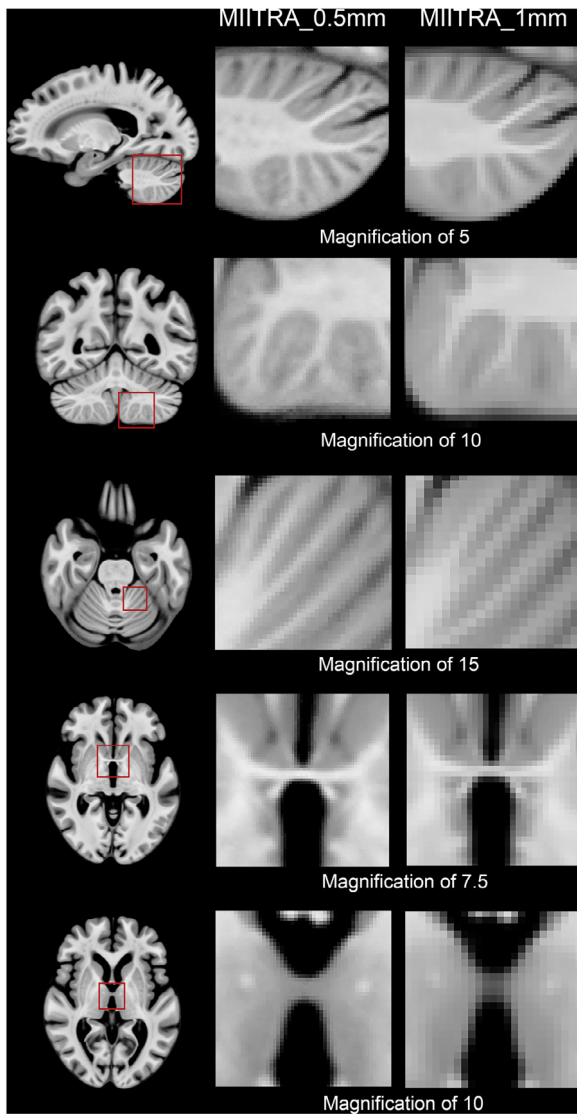 MIITRA_0.5mm MIITRA_1mm
Magnification of 5
Magnification of 10
Magnification of 15
Magnification of 7.5
Magnification of 10